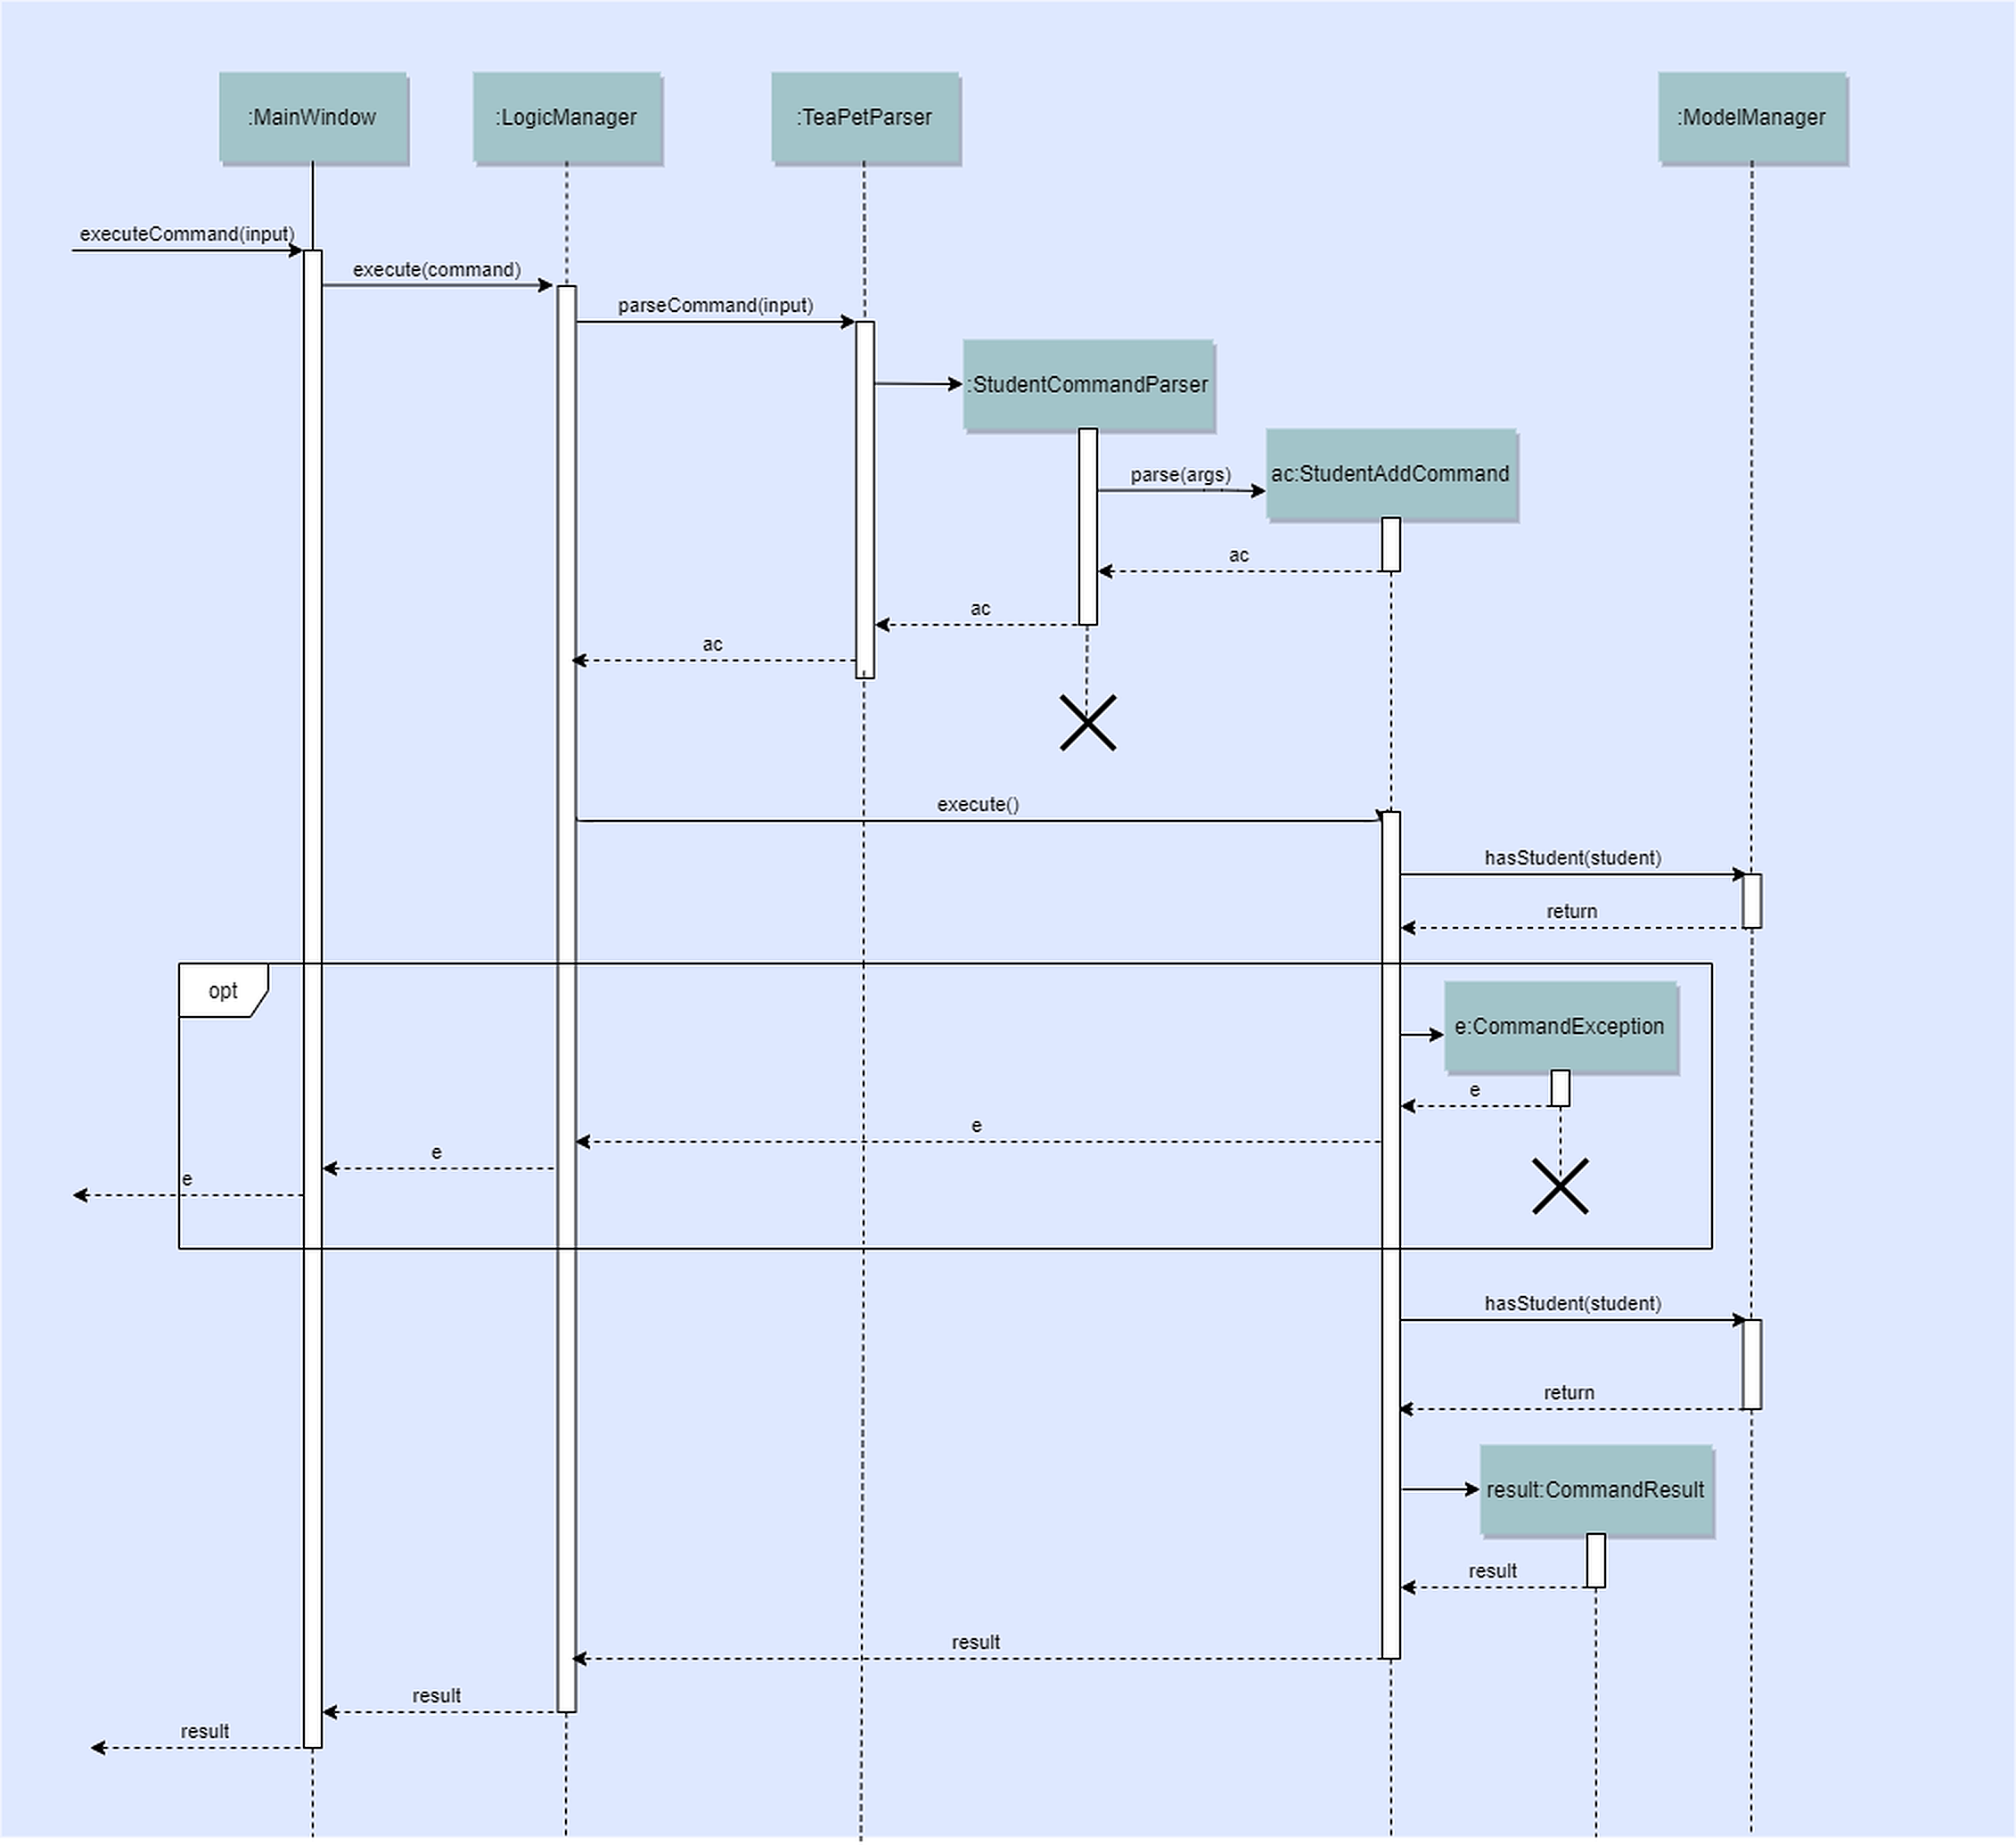 :MainWindow
:LogicManager
:TeaPetParser
:ModelManager
executeCommand(input)
execute(command)
parseCommand(input)
:StudentCommandParser
ac:StudentAddCommand
parse(args)
ac
ac
ac
execute()
hasStudent(student)
return
opt
e:CommandException
e
e
e
e
hasStudent(student)
return
result:CommandResult
result
result
result
result